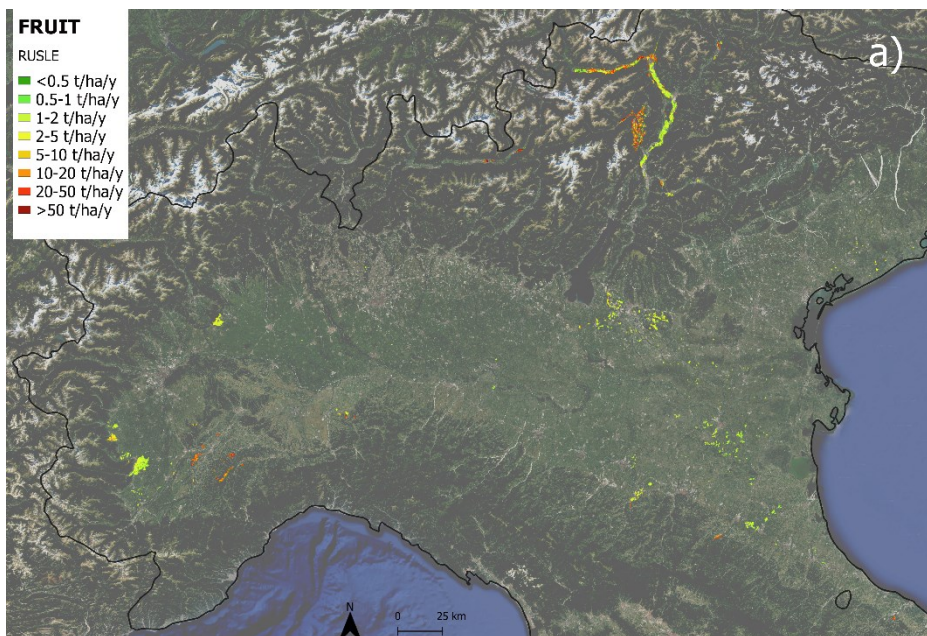 FRUIT
a)
RUSLE
<0.5 t/ha/y
0.5-1 t/ha/y
1-2 t/ha/y
2-5 t/ha/y
5-10 t/ha/y
10-20 t/ha/y
20-50 t/ha/y
>50 t/ha/y
N
0 25 km